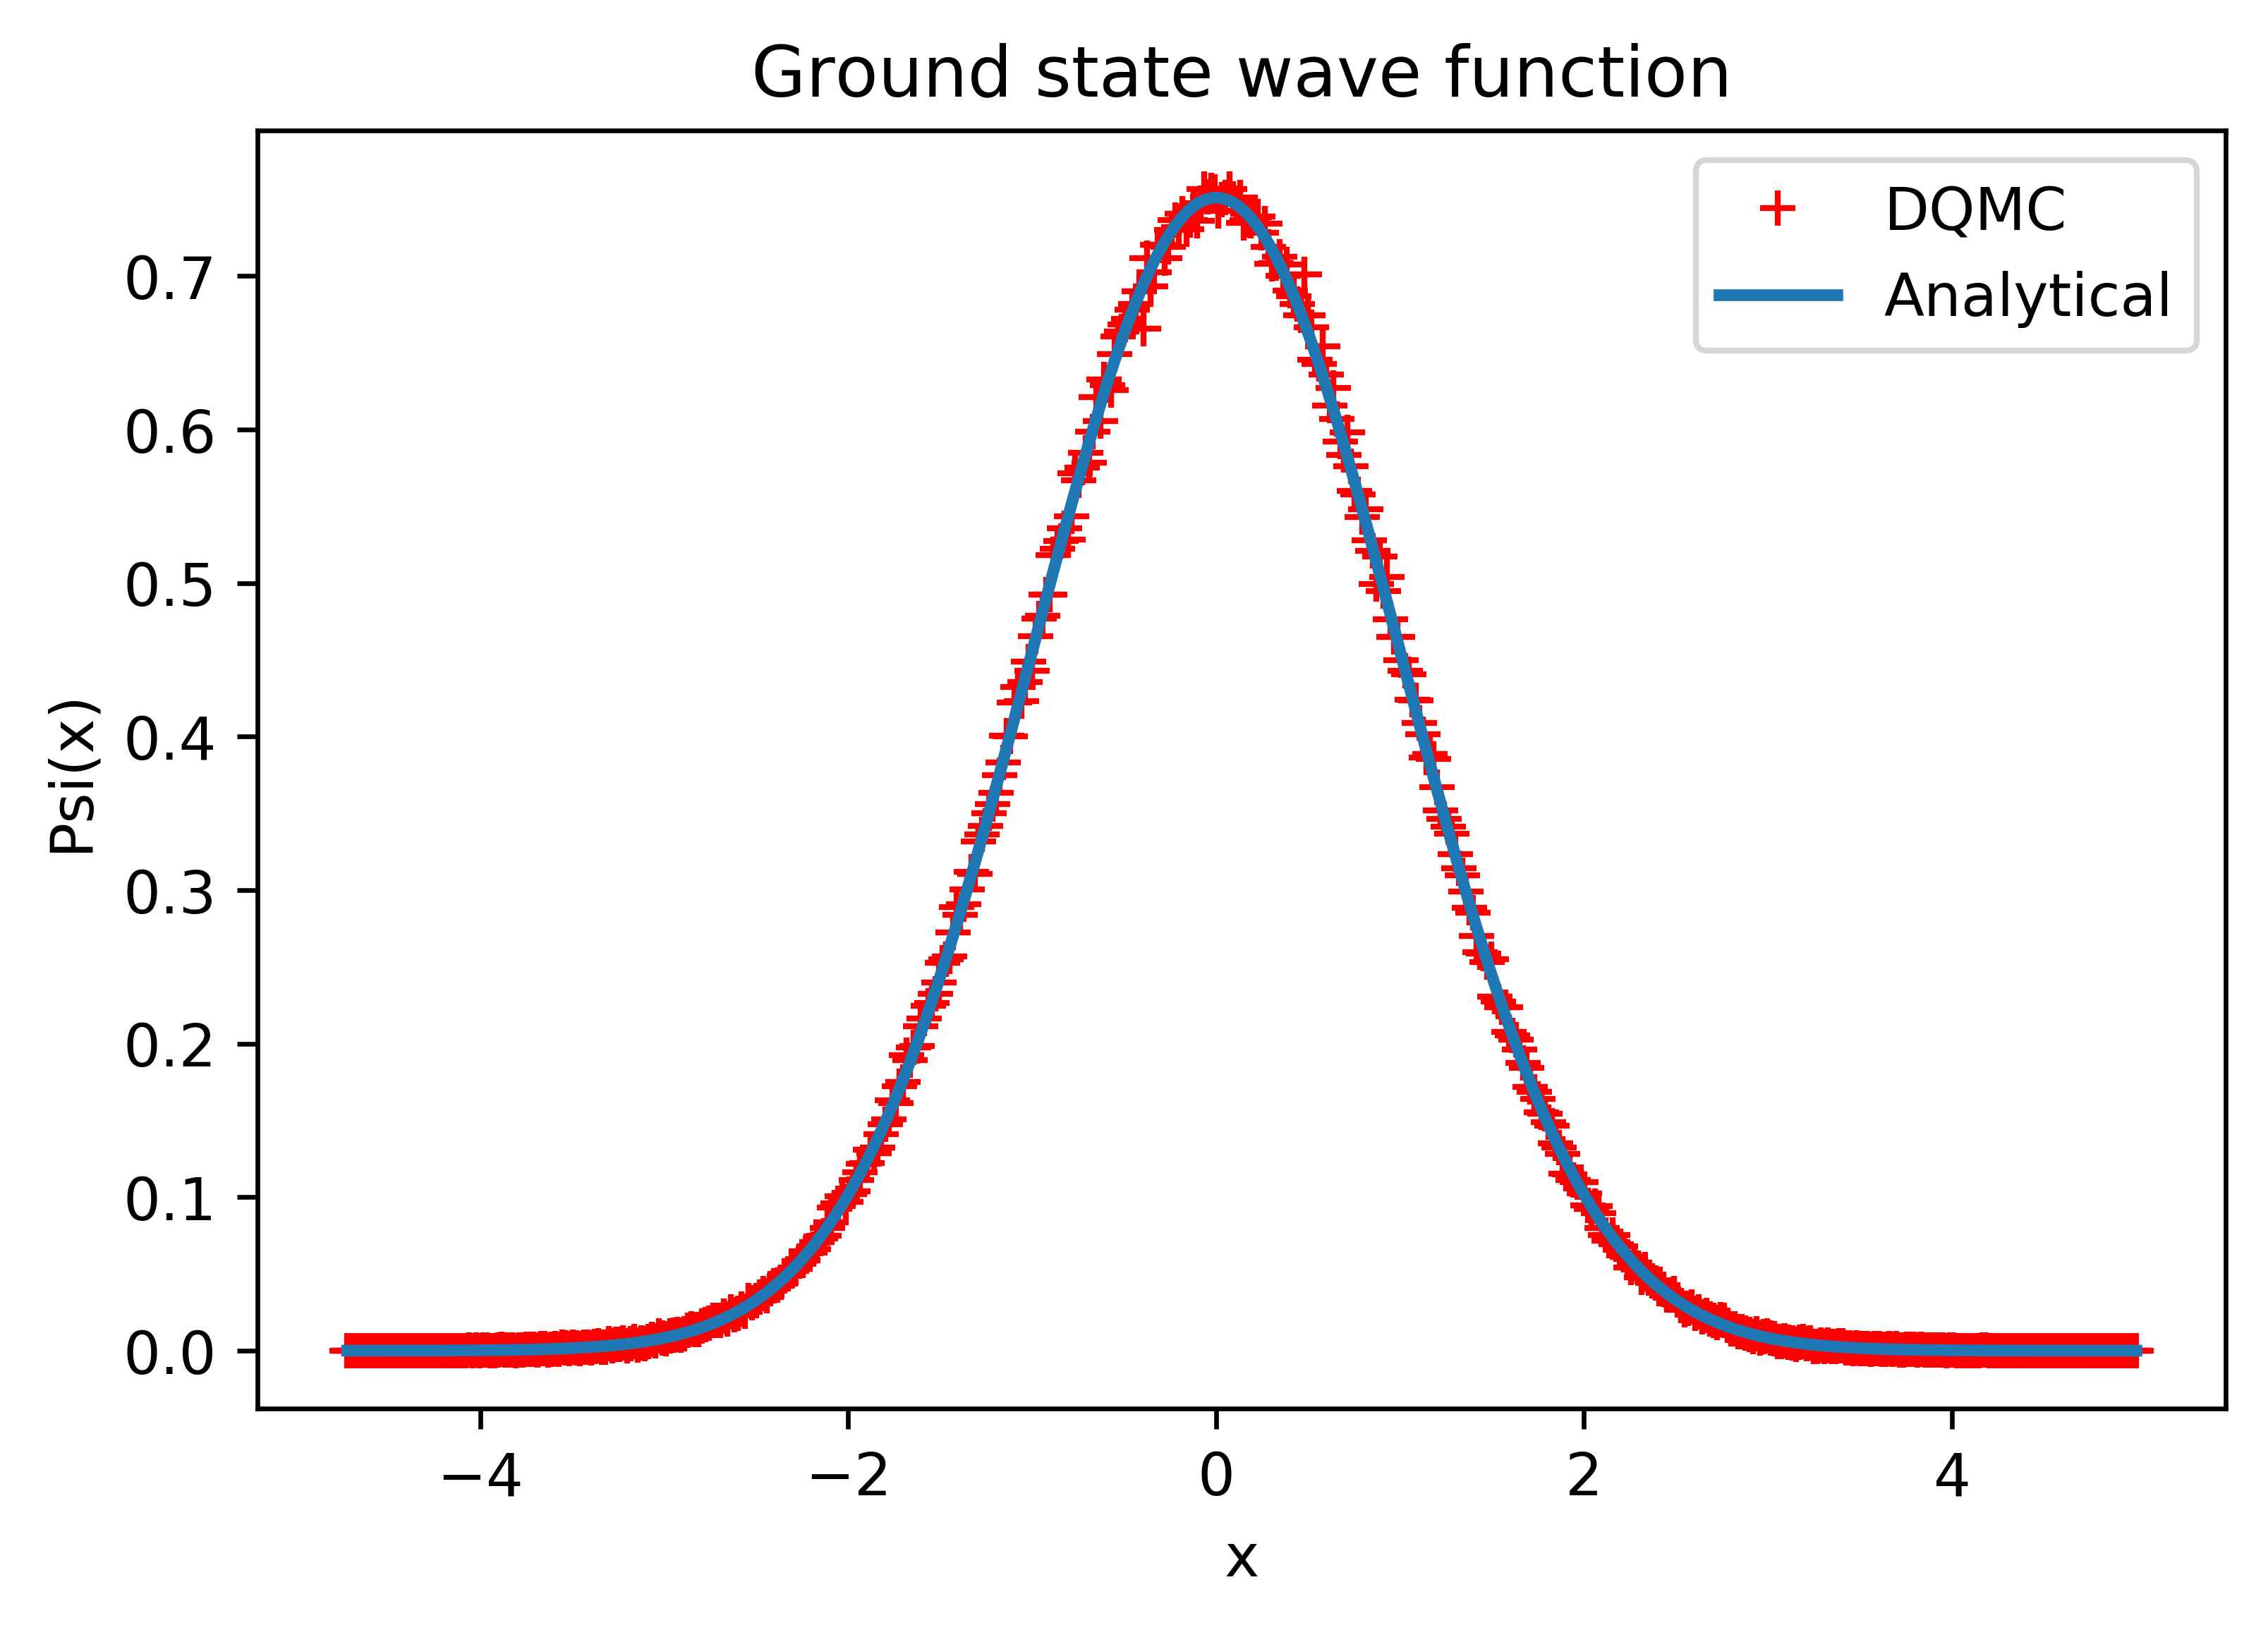 Ground state wave function
DQMC
Analytical
0.7
0.6
0.5
0.4
0.3
0.2
0.1
0.0
Psi(x)
−4
−2
0
2
4
x